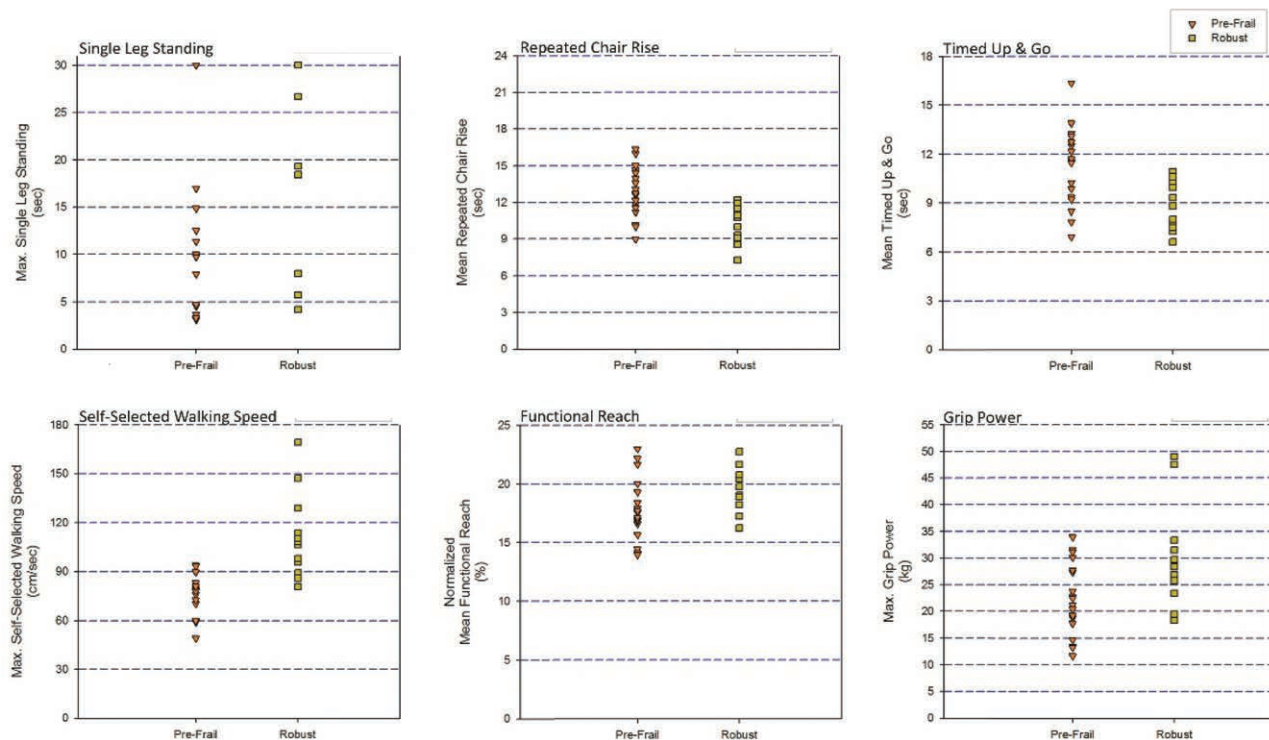 Pre-Frail
Robust
Single Leg Standing
30
25
20
15
10
5
0
Max. Single Leg Standing
(sec)
Pre-Frail
Robust
Repeated Chair Rise
24
21
18
15
12
9
6
3
0
Mean Repeated Chair Rise
(sec)
Pre-Frail
Robust
Timed Up & Go
18
15
12
9
6
3
0
Mean Timed Up & Go
(sec)
Pre-Frail
Robust
Self-Selected Walking Speed
180
150
120
90
60
30
0
Max. Self-Selected Walking Speed
(cm/sec)
Pre-Frail
Robust
Functional Reach
25
20
15
10
5
0
Normalized
Mean Functional Reach
(%)
Pre-Frail
Robust
Grip Power
55
50
45
40
35
30
25
20
15
10
5
0
Max. Grip Power
(kg)
Pre-Frail
Robust